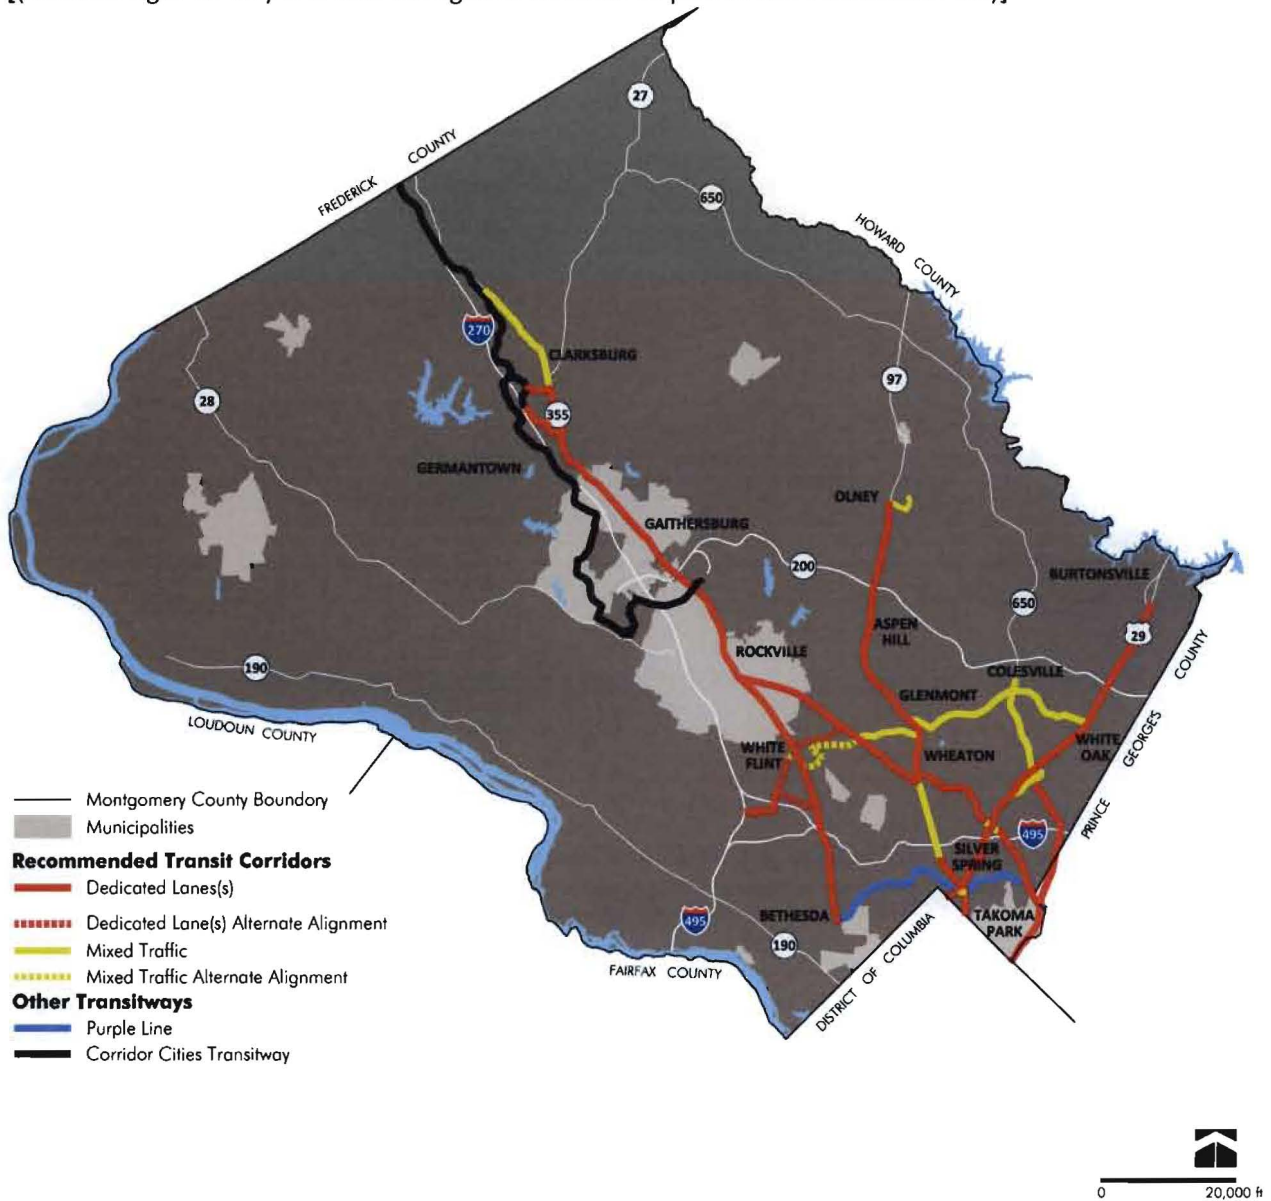 27
FREDERICK COUNTY
650
HOWARD COUNTY
270
CLARKSBURG
97
28
355
GERMANTOWN
OLNEY
GAITHERSBURG
200
BURTONSVILLE
650
29
ASPEN
HILL
ROCKVILLE
190
COLESVILLE
GLENMONT
LOUDOUN COUNTY
WHITE
FLINT
WHEATON
WHITE
OAK
PRINCE GEORGE'S COUNTY
495
SILVER
SPRING
BETHESDA
TAKOMA
PARK
495
190
FAIRFAX COUNTY
DISTRICT OF COLUMBIA
Montgomery County Boundary
Municipalities
Recommended Transit Corridors
Dedicated Lanes(s)
Dedicated Lane(s) Alternate Alignment
Mixed Traffic
Mixed Traffic Alternate Alignment
Other Transitways
Purple Line
Corridor Cities Transitway
0 20,000 ft